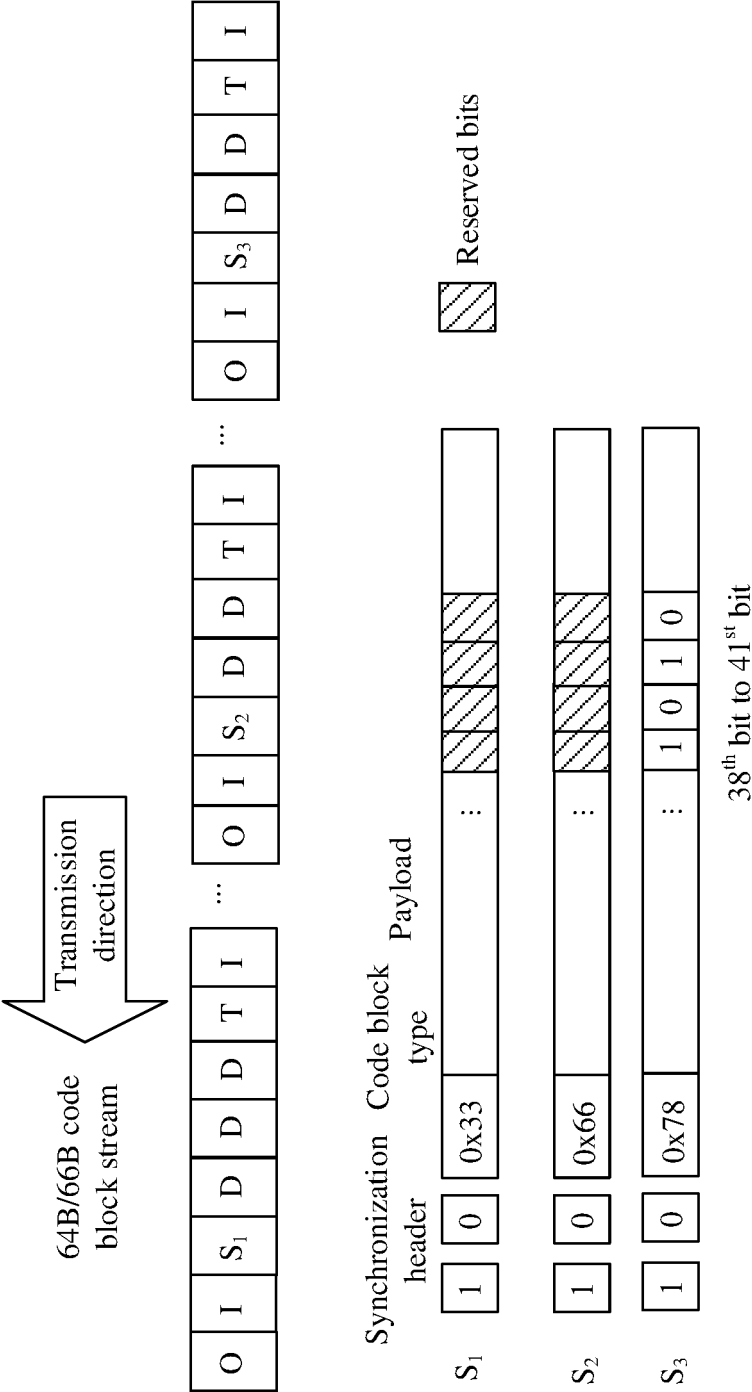 64B/66B code
block stream
Transmission
direction
O I S₁ D D D T I ... O I S₂ D D T I ... O I S₃ D D T I
Synchronization
header
Code block
type
Payload
S₁ 1 0 0x33 ...
S₂ 1 0 0x66 ...
S₃ 1 0 0x78 ... 1 0 1 0
38th bit to 41st bit
Reserved bits